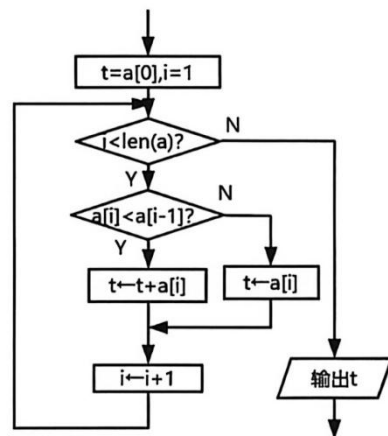 t=a[0],i=1
i<len(a)?
N
Y
a[i]<a[i-1]?
N
Y
t←t+a[i]
t←a[i]
i←i+1
输出t